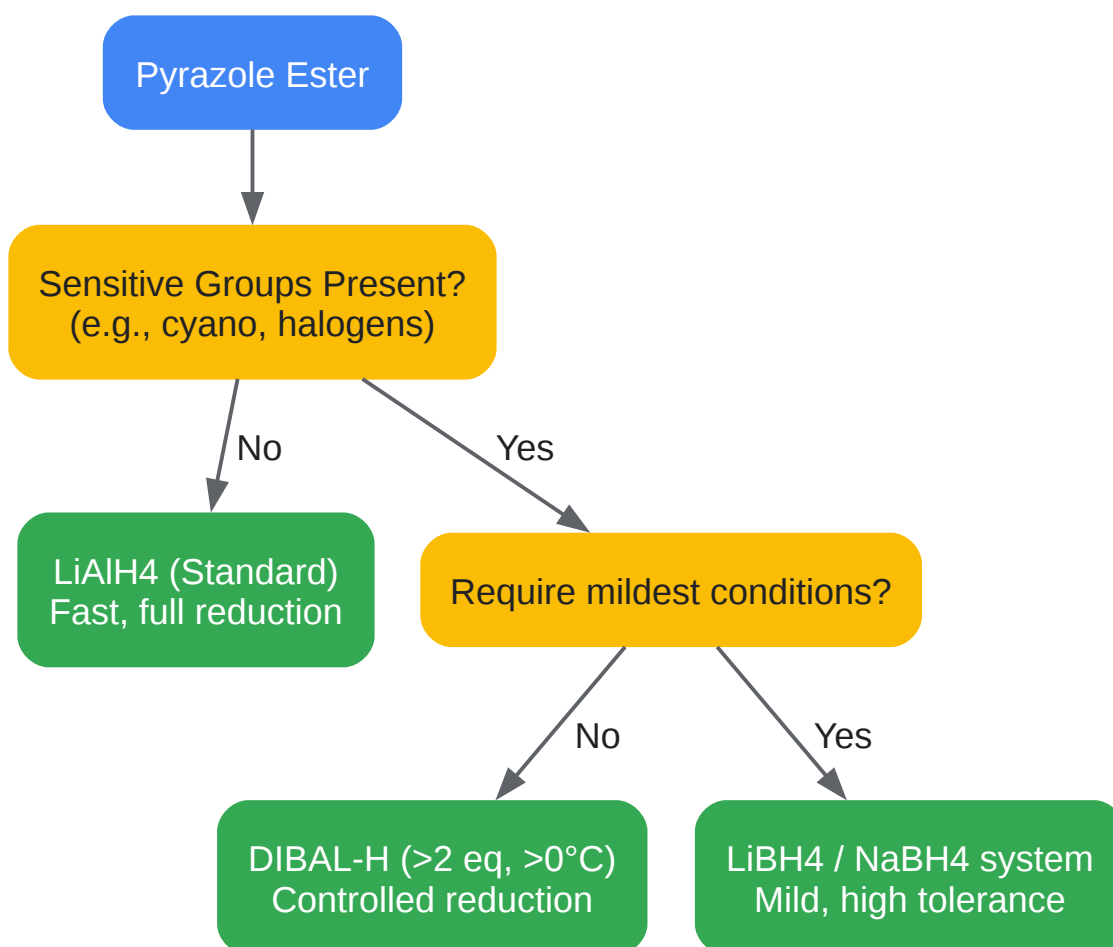 Pyrazole Ester
Sensitive Groups Present?
(e.g., cyano, halogens)
No
Yes
LiAlH4 (Standard)
Fast, full reduction
Require mildest conditions?
No
Yes
DIBAL-H (>2 eq, >0°C)
Controlled reduction
LiBH4 / NaBH4 system
Mild, high tolerance